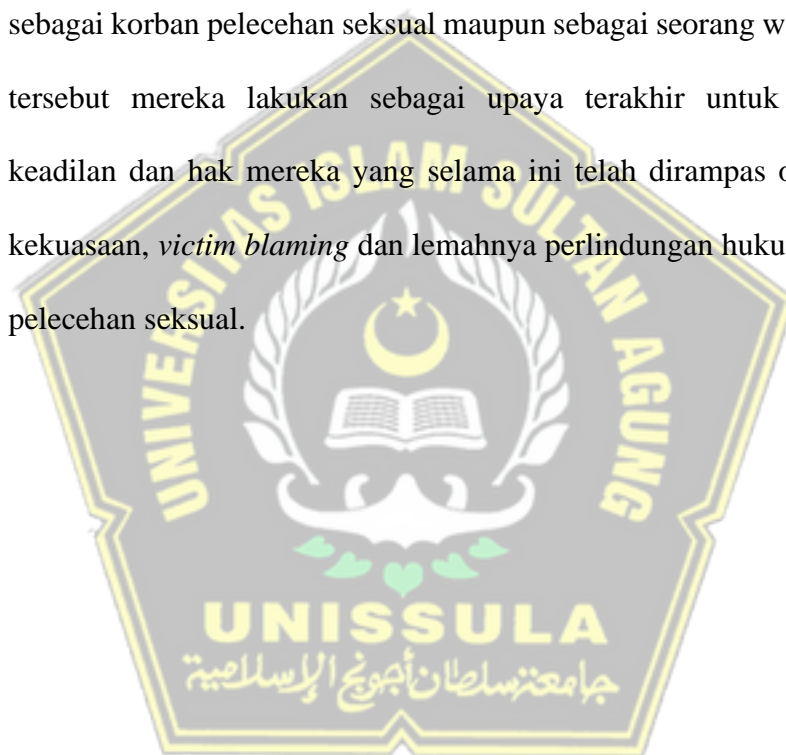 sebagai korban pelecehan seksual maupun sebagai seorang w
tersebut mereka lakukan sebagai upaya terakhir untuk
keadilan dan hak mereka yang selama ini telah dirampas o
kekuasaan, victim blaming dan lemahnya perlindungan huku
pelecehan seksual.
UNIVERSITAS ISLAM SULTAN AGUNG
UNISSULA
جامعة سلطان أجونج الإسلامية